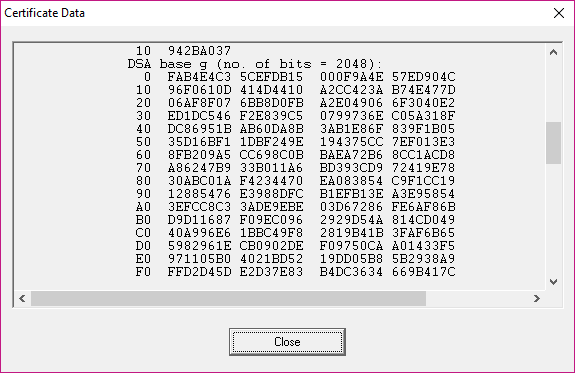 Certificate Data
10 942BA037
DSA base g (no. of bits = 2048):
0 FAB4E4C3 5CEFDB15 000F9A4E 57ED904C
10 96F0610D 414D4410 A2CC423A B74E477D
20 06AF8F07 6BB8D0FB A2E04906 6F3040E2
30 ED1DC546 F2E839C5 0799736E C05A318F
40 DC86951B AB60DA8B 3AB1E86F 839F1B05
50 35D16BF1 1DBF249E 194375CC 7EF013E3
60 8FB209A5 CC698C0B BAEA72B6 8CC1ACD8
70 A86247B9 33B011A6 BD393CD9 72419E78
80 30ABC01A F4234470 EA083854 C9F1CC19
90 12885476 E3988DFC B1EFB13E A3E95854
A0 3EFCC8C3 3ADE9EBE 03D67286 FE6AF86B
B0 D9D11687 F09EC096 2929D54A 814CD049
C0 40A996E6 1BBC49F8 2819B41B 3FAF6B65
D0 5982961E CB0902DE F09750CA A01433F5
E0 971105B0 4021BD52 19DD05B8 5B2938A9
F0 FFD2D45D E2D37E83 B4DC3634 669B417C
Close